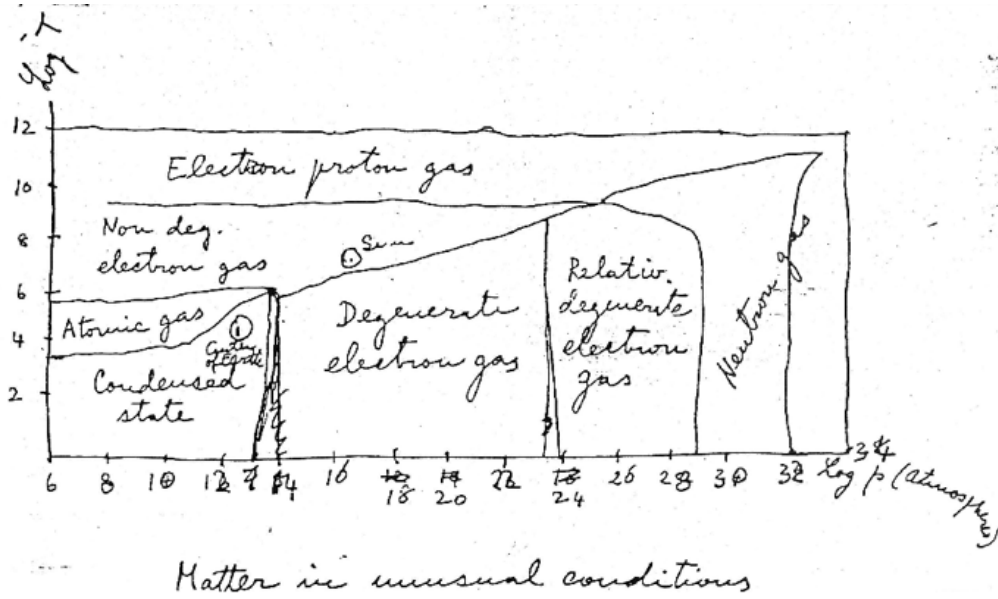 Log T
12
Electron proton gas
10
Non deg.
electron gas
8
Sun
Relativ.
degenerate
electron
gas
Neutron gas
6
Atomic gas
Degenerate
electron gas
4
Center
of Earth
Condensed
state
2
6 8 10 12 14 16 18 20 22 24 26 28 30 32 34
Log p (atmospheres)
Matter in unusual conditions